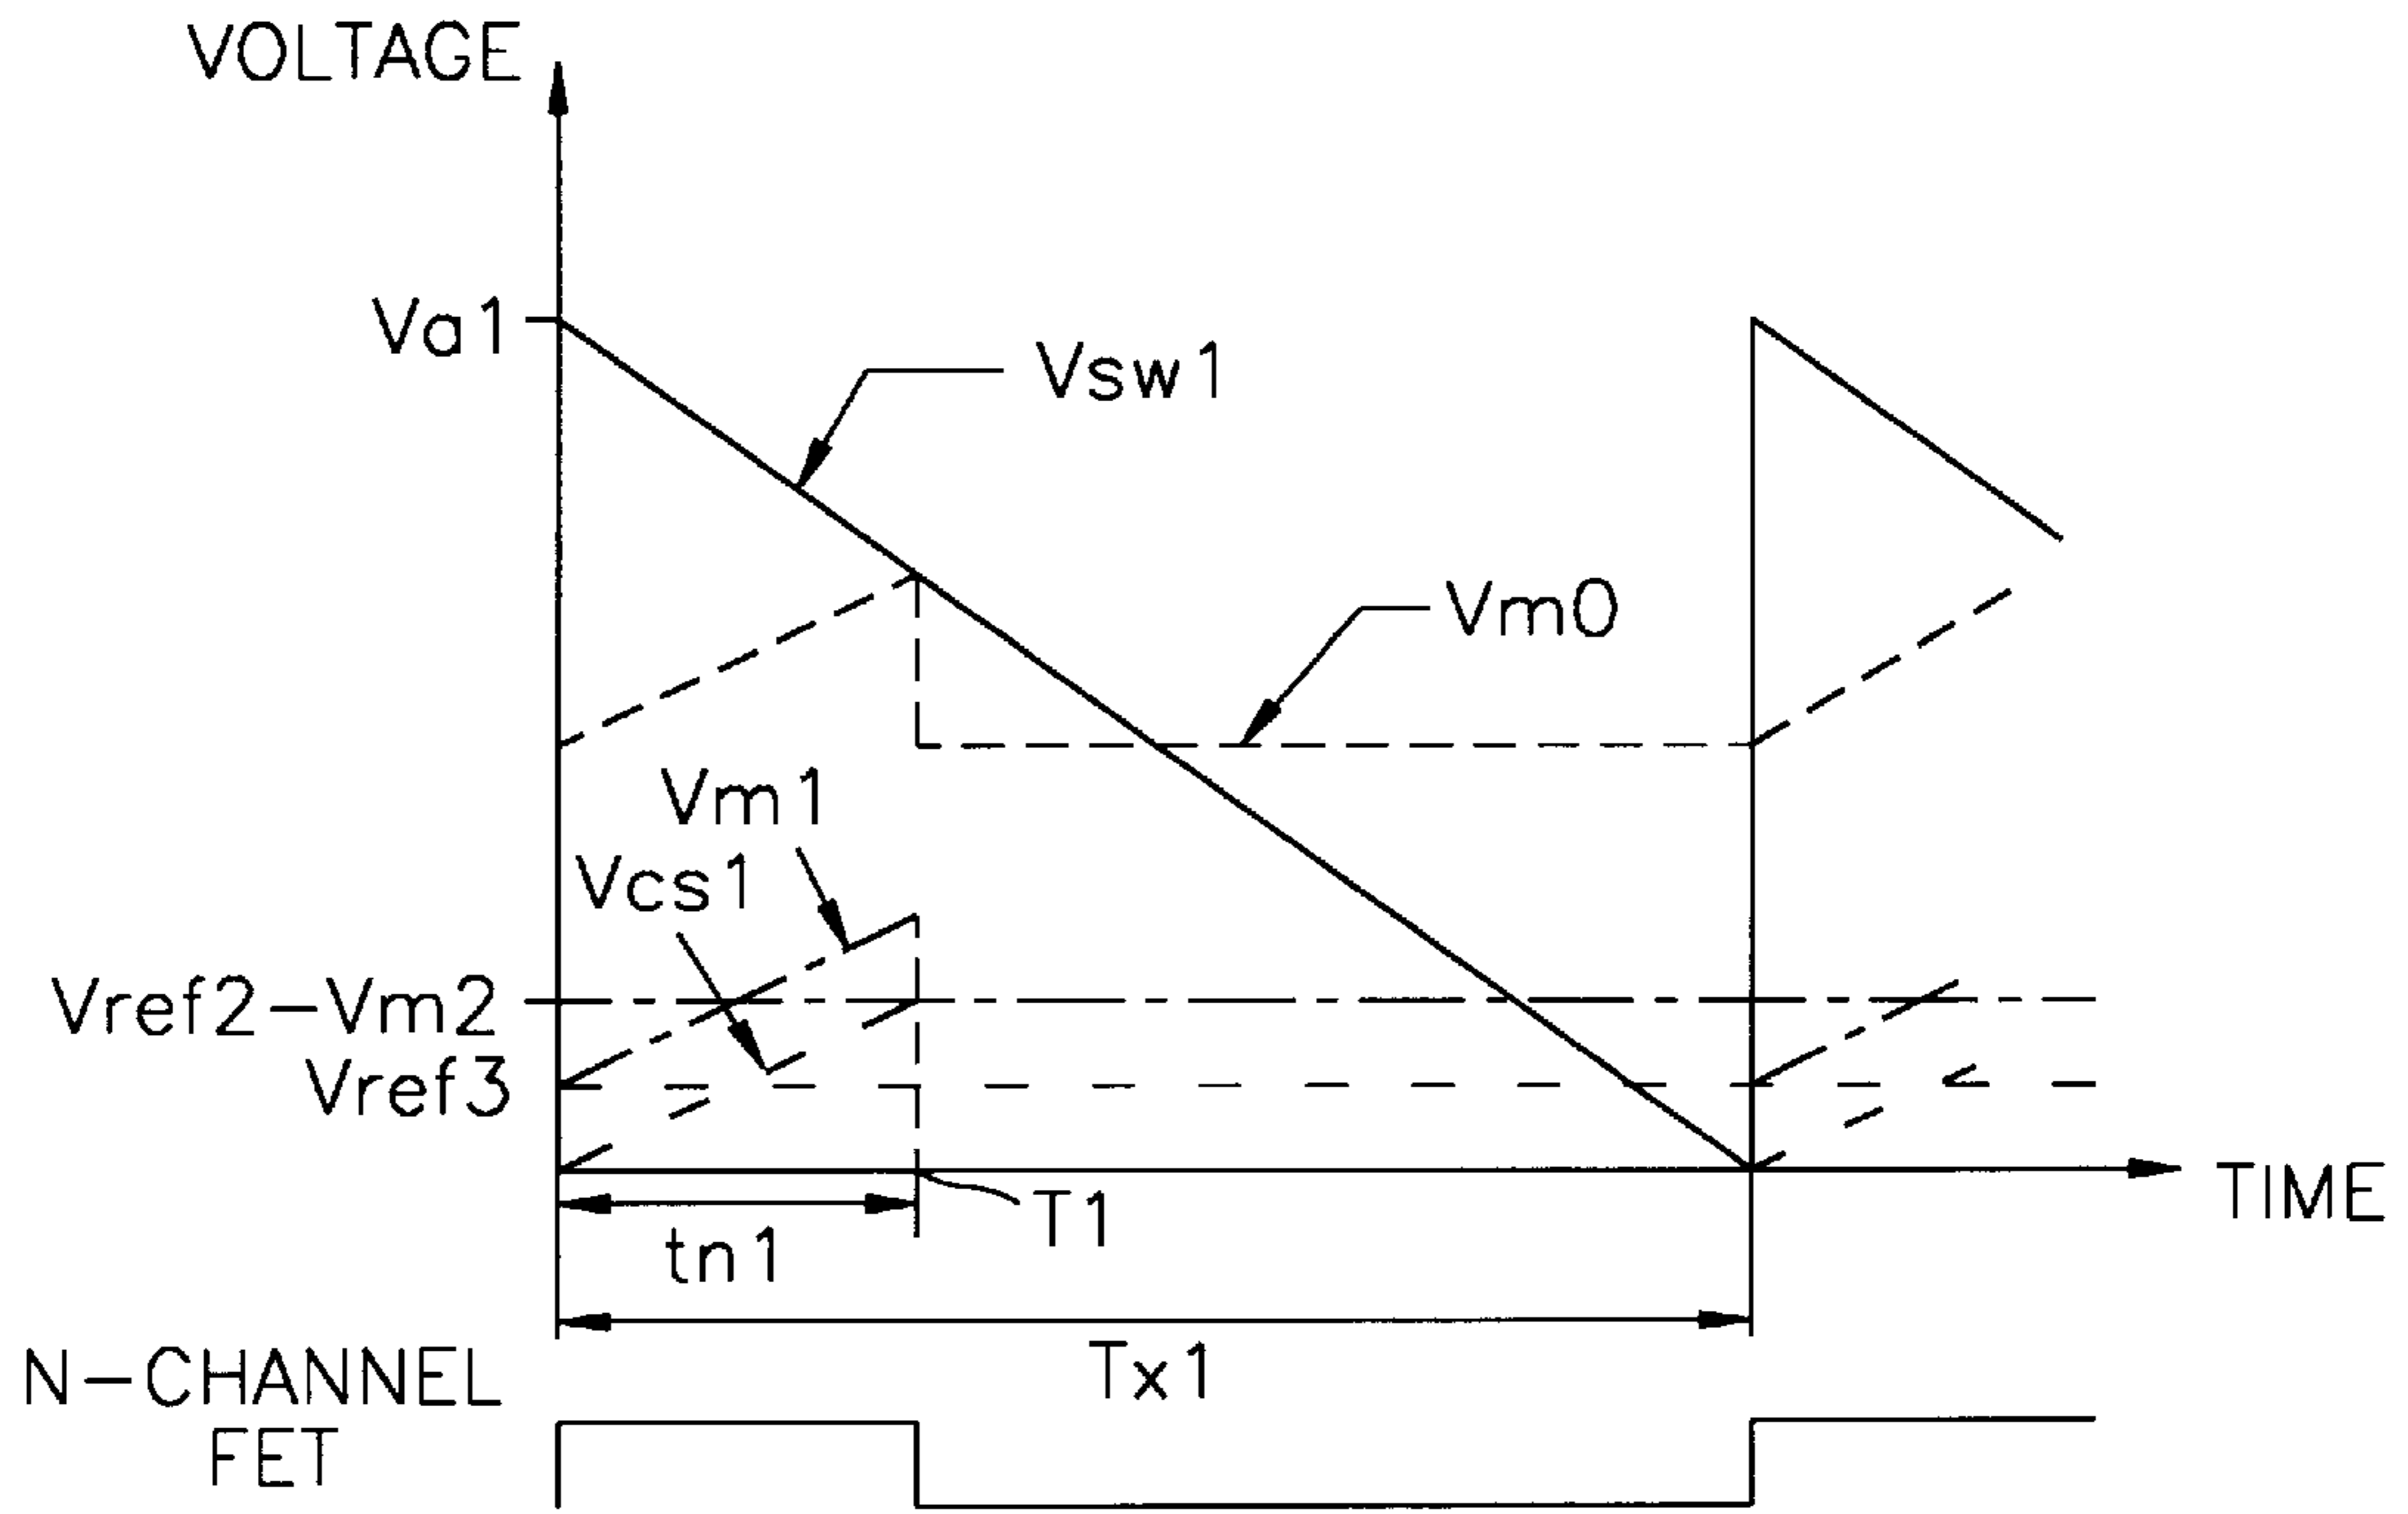 VOLTAGE
Va1
Vsw1
Vm0
Vm1
Vcs1
Vref2-Vm2
Vref3
TIME
T1
tn1
Tx1
N-CHANNEL
FET